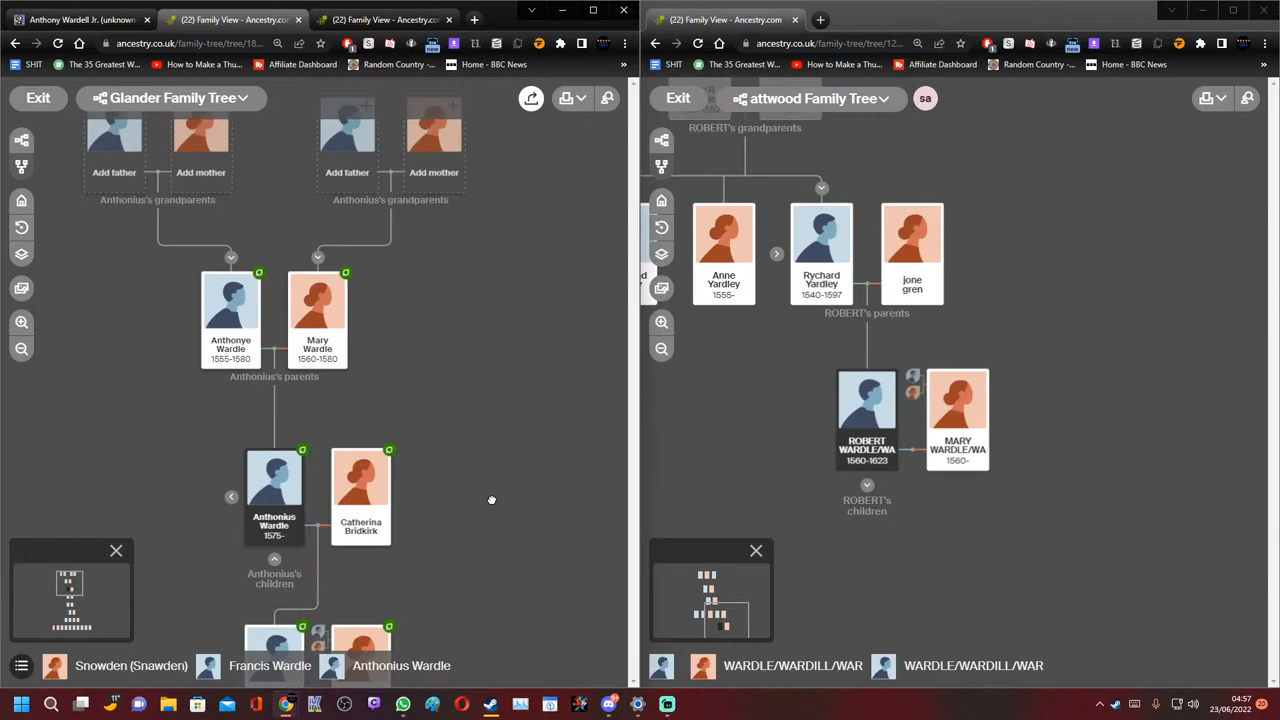 Anthony Wardell Jr. (unknown
(22) Family View - Ancestry.co
(22) Family View - Ancestry.com
(22) Family View - Ancestry.com
ancestry.co.uk/family-tree/tree/18...
ancestry.co.uk/family-tree/tree/12...
SHIT
The 35 Greatest W...
How to Make a Thu...
Affiliate Dashboard
Random Country -...
Home - BBC News
SHIT
The 35 Greatest W...
How to Make a Thu...
Affiliate Dashboard
Random Country -...
Home - BBC News
Exit
Glander Family Tree
Exit
attwood Family Tree
sa
Add father
Add mother
Add father
Add mother
Anthonius's grandparents
Anthonius's grandparents
Anthonye
Wardle
1555-1580
Mary
Wardle
1560-1580
Anthonius's parents
Anthonius
Wardle
1575-
Catherina
Bridkirk
Anthonius's
children
Snowden (Snawden)
Francis Wardle
Anthonius Wardle
ROBERT's grandparents
Anne
Yardley
1555-
Rychard
Yardley
1540-1597
jone
gren
ROBERT's parents
ROBERT
WARDLE/WA
1560-1623
MARY
WARDLE/WA
1560-
ROBERT's
children
WARDLE/WARDILL/WAR
WARDLE/WARDILL/WAR
04:57
23/06/2022